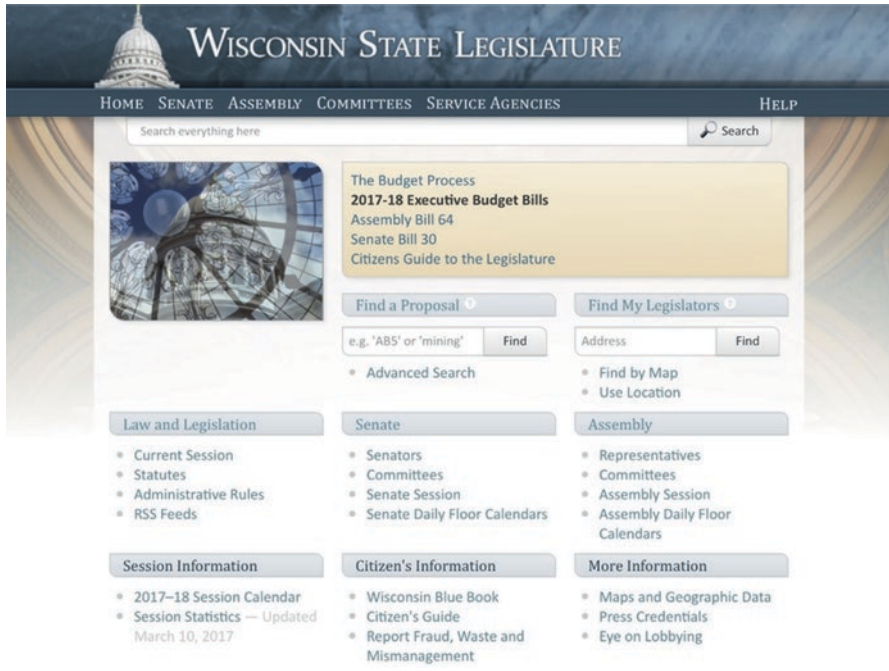 WISCONSIN STATE LEGISLATURE
HOME SENATE ASSEMBLY COMMITTEES SERVICE AGENCIES HELP
Search everything here Search
The Budget Process
2017-18 Executive Budget Bills
Assembly Bill 64
Senate Bill 30
Citizens Guide to the Legislature
Find a Proposal ?
e.g. 'AB5' or 'mining' Find
Advanced Search
Find My Legislators ?
Address Find
Find by Map
Use Location
Law and Legislation
Current Session
Statutes
Administrative Rules
RSS Feeds
Senate
Senators
Committees
Senate Session
Senate Daily Floor Calendars
Assembly
Representatives
Committees
Assembly Session
Assembly Daily Floor
Calendars
Session Information
2017–18 Session Calendar
Session Statistics — Updated
March 10, 2017
Citizen's Information
Wisconsin Blue Book
Citizen's Guide
Report Fraud, Waste and
Mismanagement
More Information
Maps and Geographic Data
Press Credentials
Eye on Lobbying